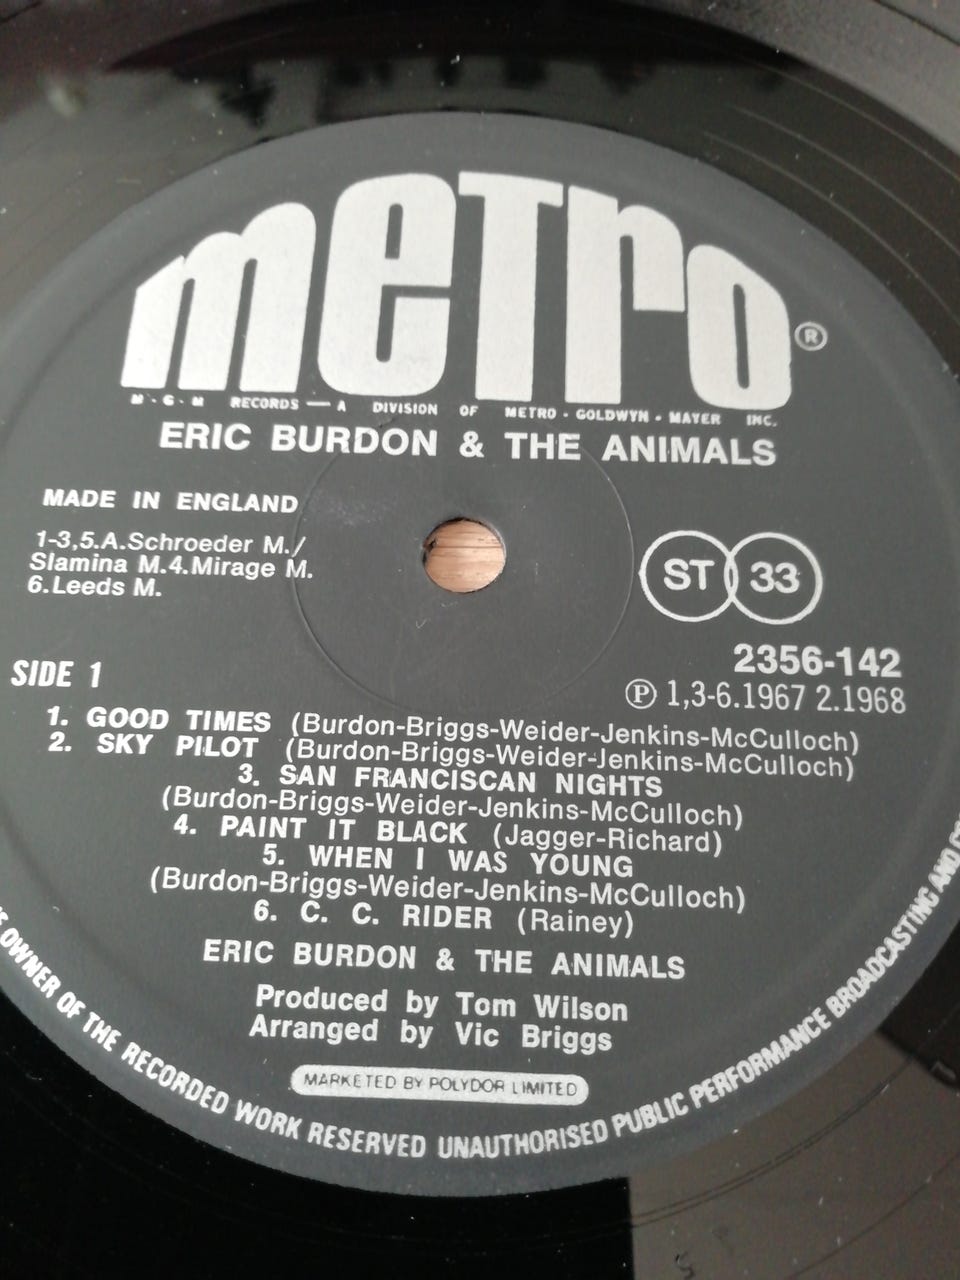 meTro®
M-G-M RECORDS — A DIVISION OF METRO-GOLDWYN-MAYER INC.
ERIC BURDON & THE ANIMALS
MADE IN ENGLAND
1-3,5.A.Schroeder M./
Slamina M.4.Mirage M.
6.Leeds M.
ST 33
2356-142
SIDE 1
Ⓟ 1,3-6.1967 2.1968
1. GOOD TIMES (Burdon-Briggs-Weider-Jenkins-McCulloch)
2. SKY PILOT (Burdon-Briggs-Weider-Jenkins-McCulloch)
3. SAN FRANCISCAN NIGHTS
(Burdon-Briggs-Weider-Jenkins-McCulloch)
4. PAINT IT BLACK (Jagger-Richard)
5. WHEN I WAS YOUNG
(Burdon-Briggs-Weider-Jenkins-McCulloch)
6. C. C. RIDER (Rainey)
ERIC BURDON & THE ANIMALS
Produced by Tom Wilson
Arranged by Vic Briggs
MARKETED BY POLYDOR LIMITED
OWNER OF THE RECORDED WORK RESERVED UNAUTHORISED PUBLIC PERFORMANCE BROADCASTING AND